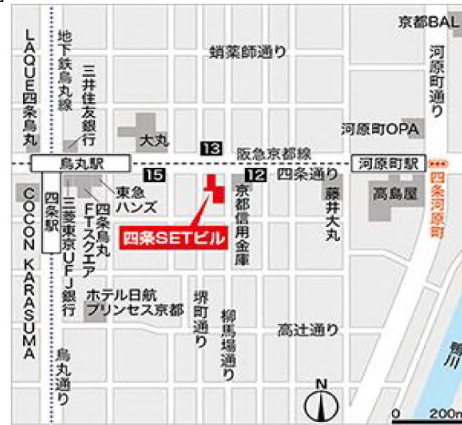 京都BAL
LAQUE四条烏丸
地下鉄烏丸線
三井住友銀行
蛸薬師通り
河原町通り
大丸
13
河原町OPA
阪急京都線
烏丸駅
15
四条通り
河原町駅
四条河原町
COCON KARASUMA
四条駅
三菱東京UFJ銀行
四条烏丸
FTスクエア
東急
ハンズ
12
京都信用金庫
藤井大丸
高島屋
四条SETビル
ホテル日航
プリンセス京都
堺町通り
柳馬場通り
高辻通り
烏丸通り
鴨川
N
0 200m